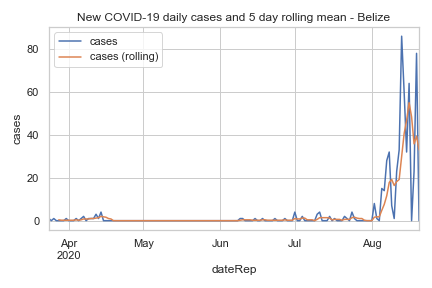 New COVID-19 daily cases and 5 day rolling mean - Belize
cases
cases (rolling)
80
60
40
20
0
cases
Apr
2020
May
Jun
Jul
Aug
dateRep